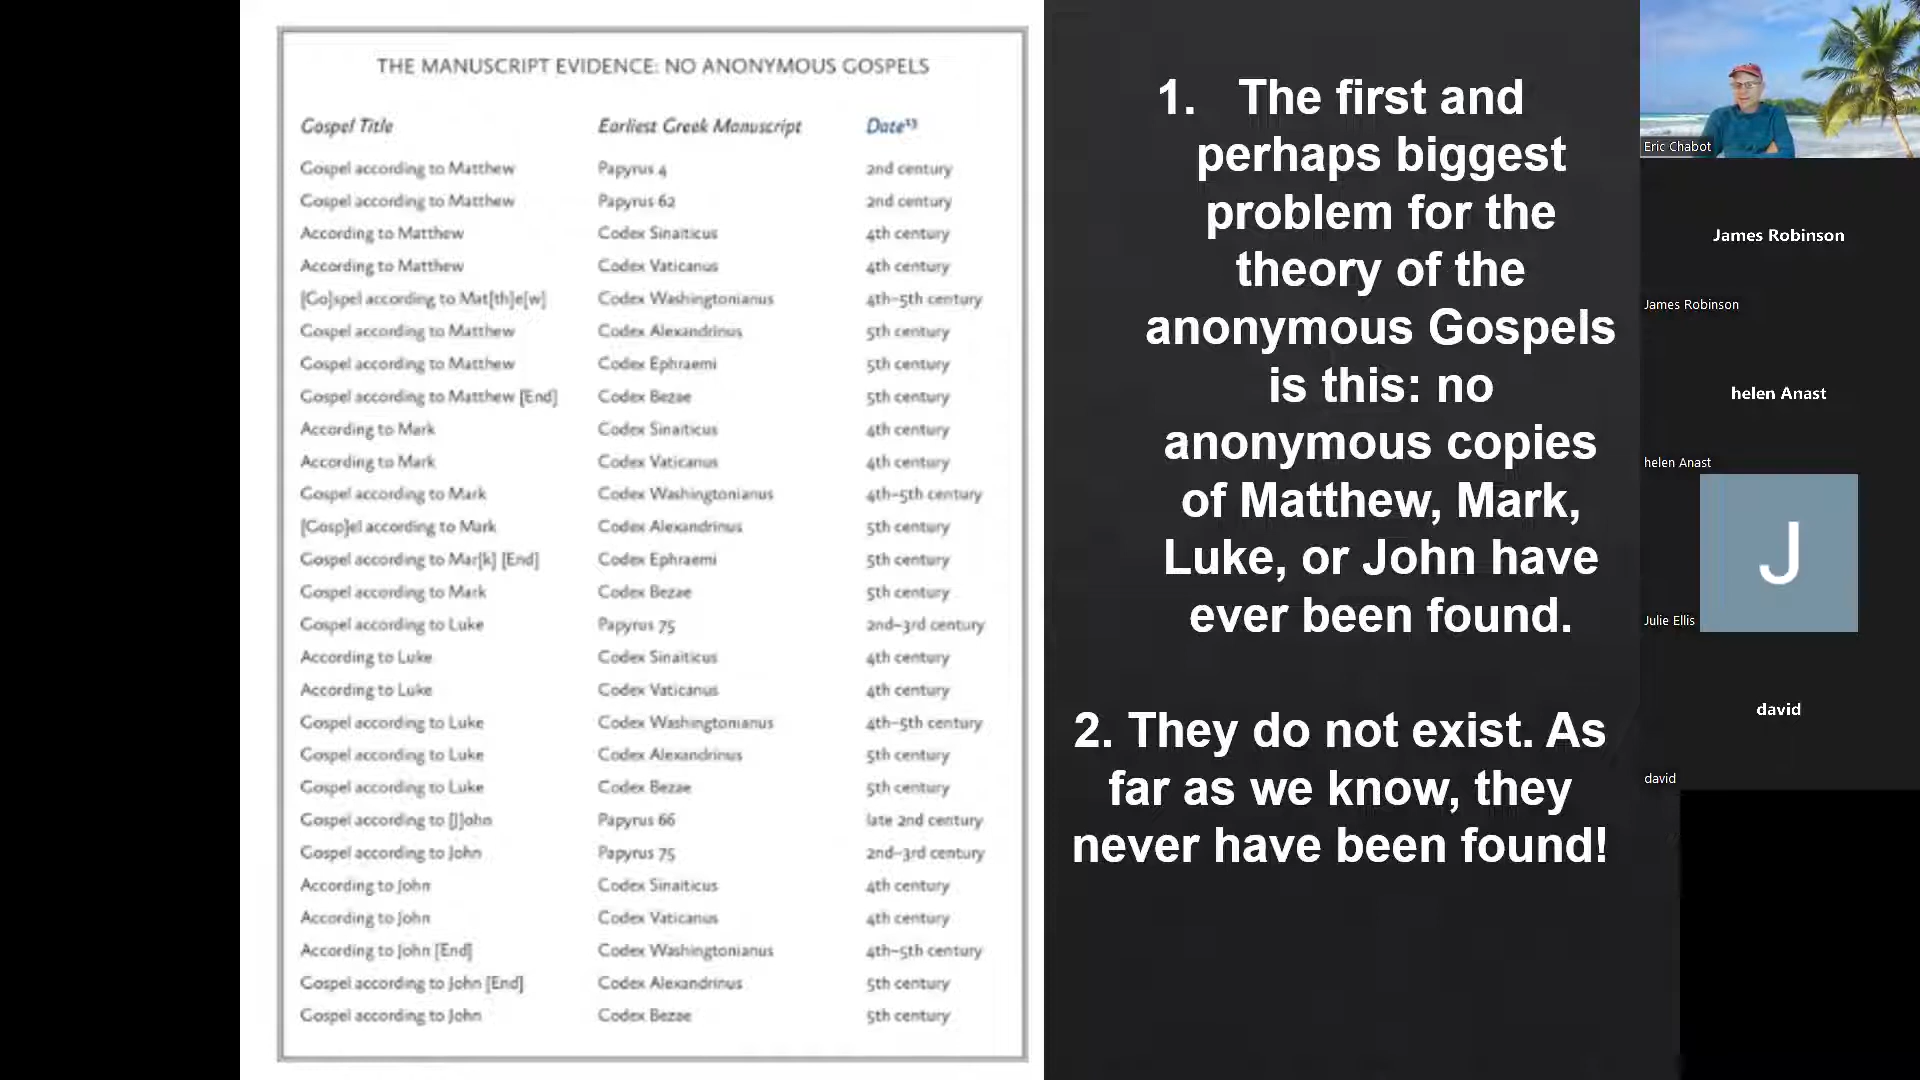 THE MANUSCRIPT EVIDENCE: NO ANONYMOUS GOSPELS
Gospel Title Earliest Greek Manuscript Date¹³
Gospel according to Matthew Papyrus 4 2nd century
Gospel according to Matthew Papyrus 62 2nd century
According to Matthew Codex Sinaiticus 4th century
According to Matthew Codex Vaticanus 4th century
[Go]spel according to Mat[th]e[w] Codex Washingtonianus 4th–5th century
Gospel according to Matthew Codex Alexandrinus 5th century
Gospel according to Matthew Codex Ephraemi 5th century
Gospel according to Matthew [End] Codex Bezae 5th century
According to Mark Codex Sinaiticus 4th century
According to Mark Codex Vaticanus 4th century
Gospel according to Mark Codex Washingtonianus 4th–5th century
[Gosp]el according to Mark Codex Alexandrinus 5th century
Gospel according to Mar[k] [End] Codex Ephraemi 5th century
Gospel according to Mark Codex Bezae 5th century
Gospel according to Luke Papyrus 75 2nd–3rd century
According to Luke Codex Sinaiticus 4th century
According to Luke Codex Vaticanus 4th century
Gospel according to Luke Codex Washingtonianus 4th–5th century
Gospel according to Luke Codex Alexandrinus 5th century
Gospel according to Luke Codex Bezae 5th century
Gospel according to [J]ohn Papyrus 66 late 2nd century
Gospel according to John Papyrus 75 2nd–3rd century
According to John Codex Sinaiticus 4th century
According to John Codex Vaticanus 4th century
According to John [End] Codex Washingtonianus 4th–5th century
Gospel according to John [End] Codex Alexandrinus 5th century
Gospel according to John Codex Bezae 5th century
1. The first and
perhaps biggest
problem for the
theory of the
anonymous Gospels
is this: no
anonymous copies
of Matthew, Mark,
Luke, or John have
ever been found.
2. They do not exist. As
far as we know, they
never have been found!
Eric Chabot
James Robinson
James Robinson
helen Anast
helen Anast
J
Julie Ellis
david
david